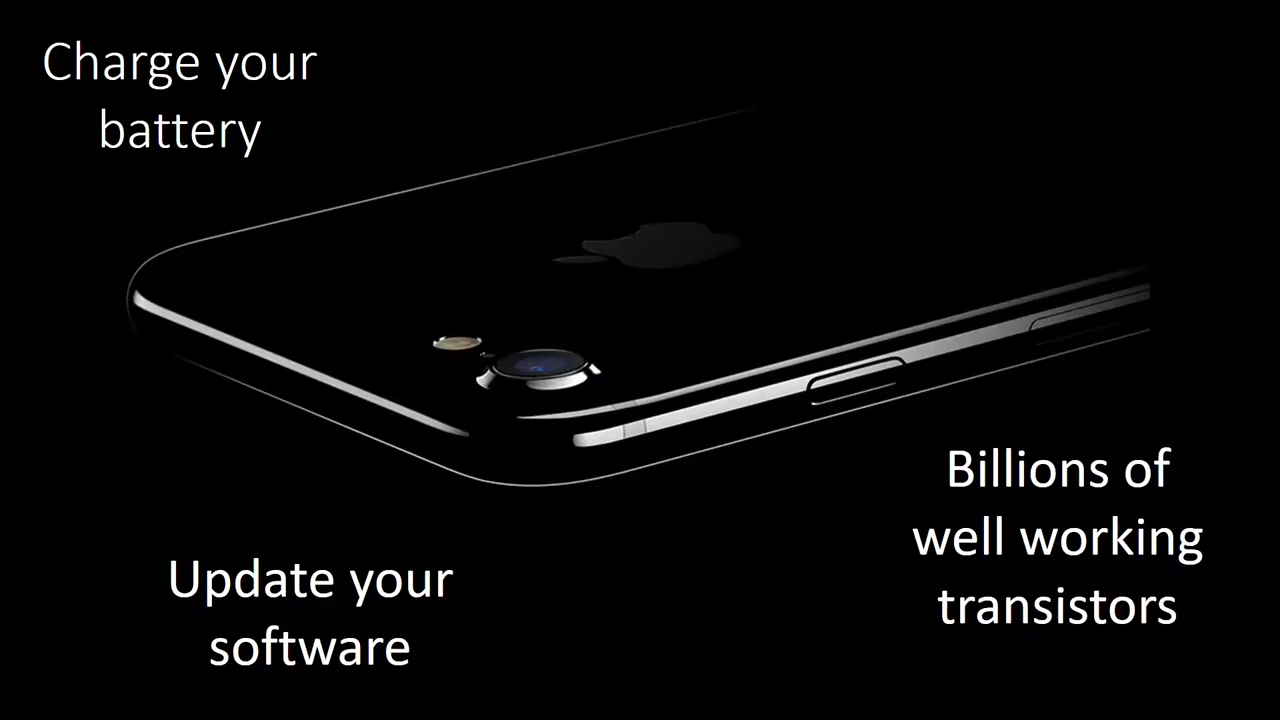 Charge your
battery
Update your
software
Billions of
well working
transistors